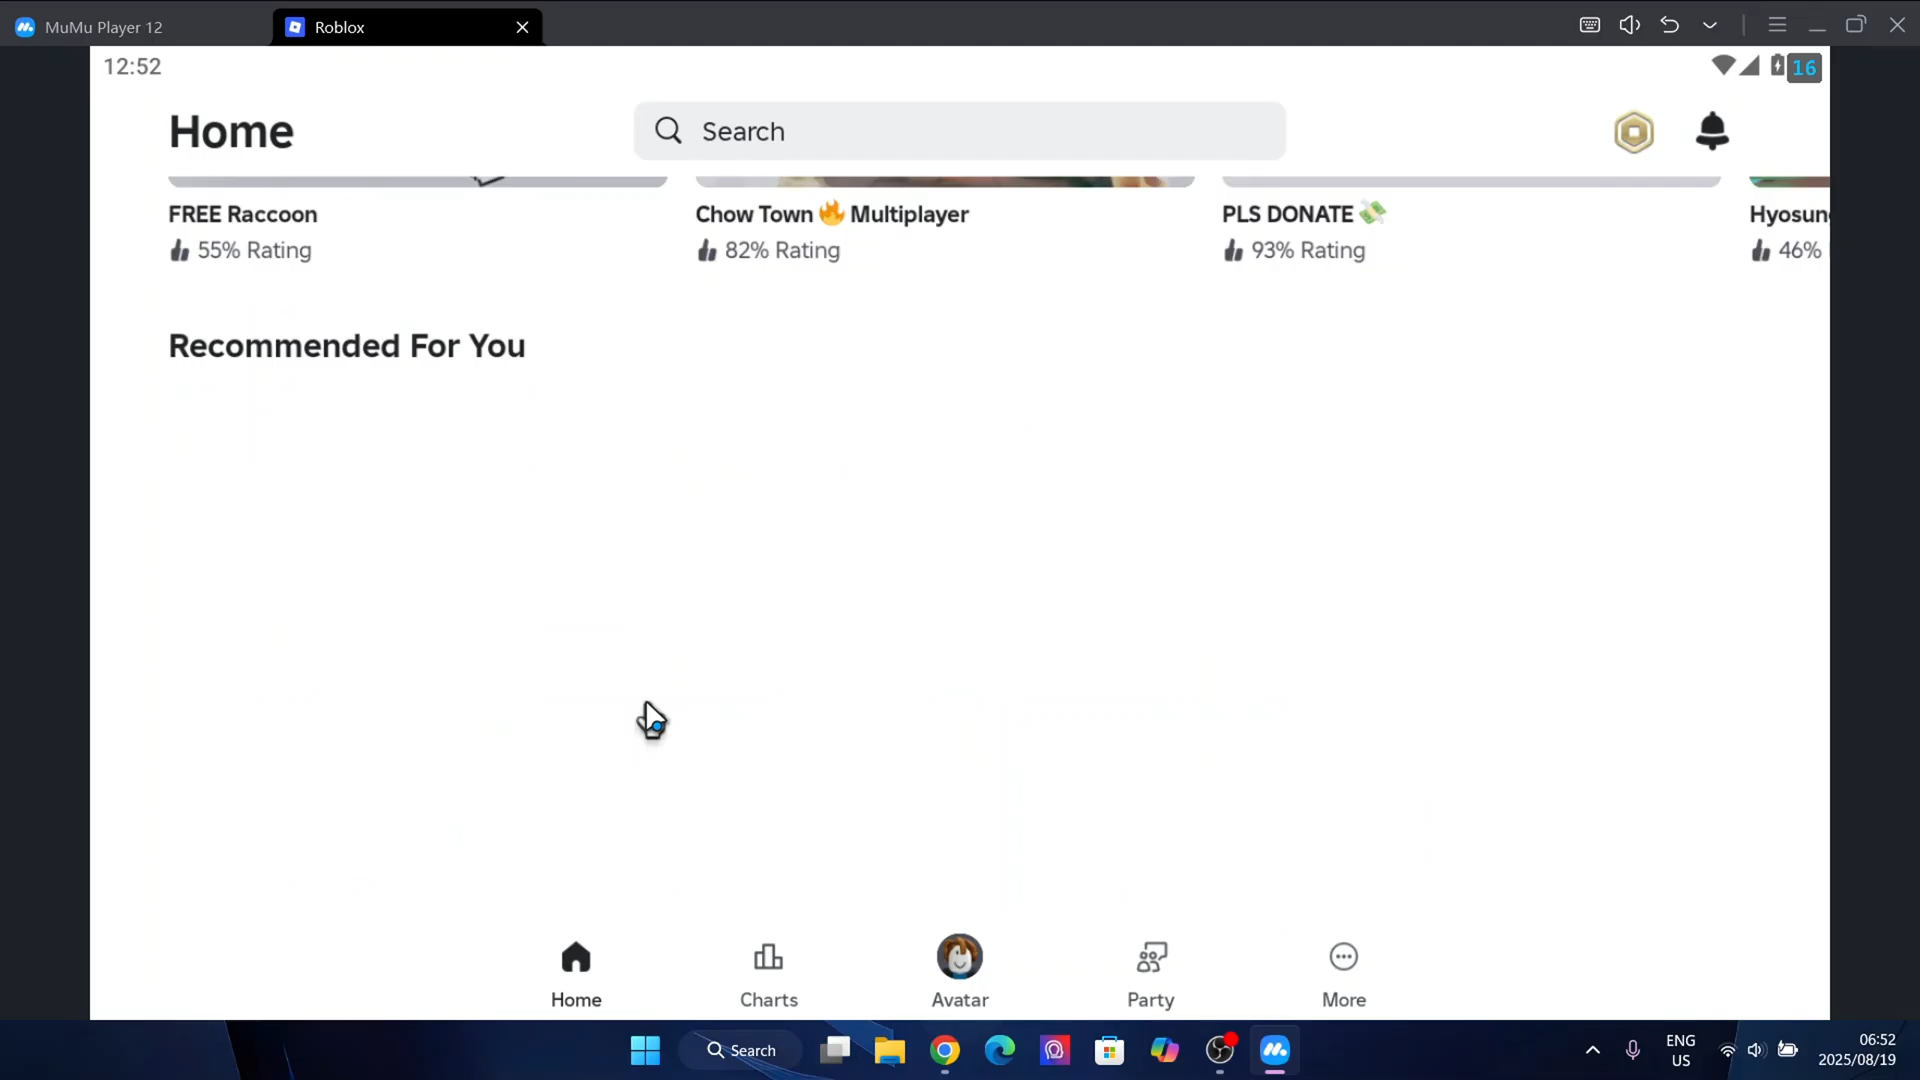 MuMu Player 12
Roblox
12:52
16
Home
Search
FREE Raccoon
55% Rating
Chow Town 🔥 Multiplayer
82% Rating
PLS DONATE 💸
93% Rating
Hyosun
46%
Recommended For You
Home
Charts
Avatar
Party
More
Search
ENG
US
06:52
2025/08/19